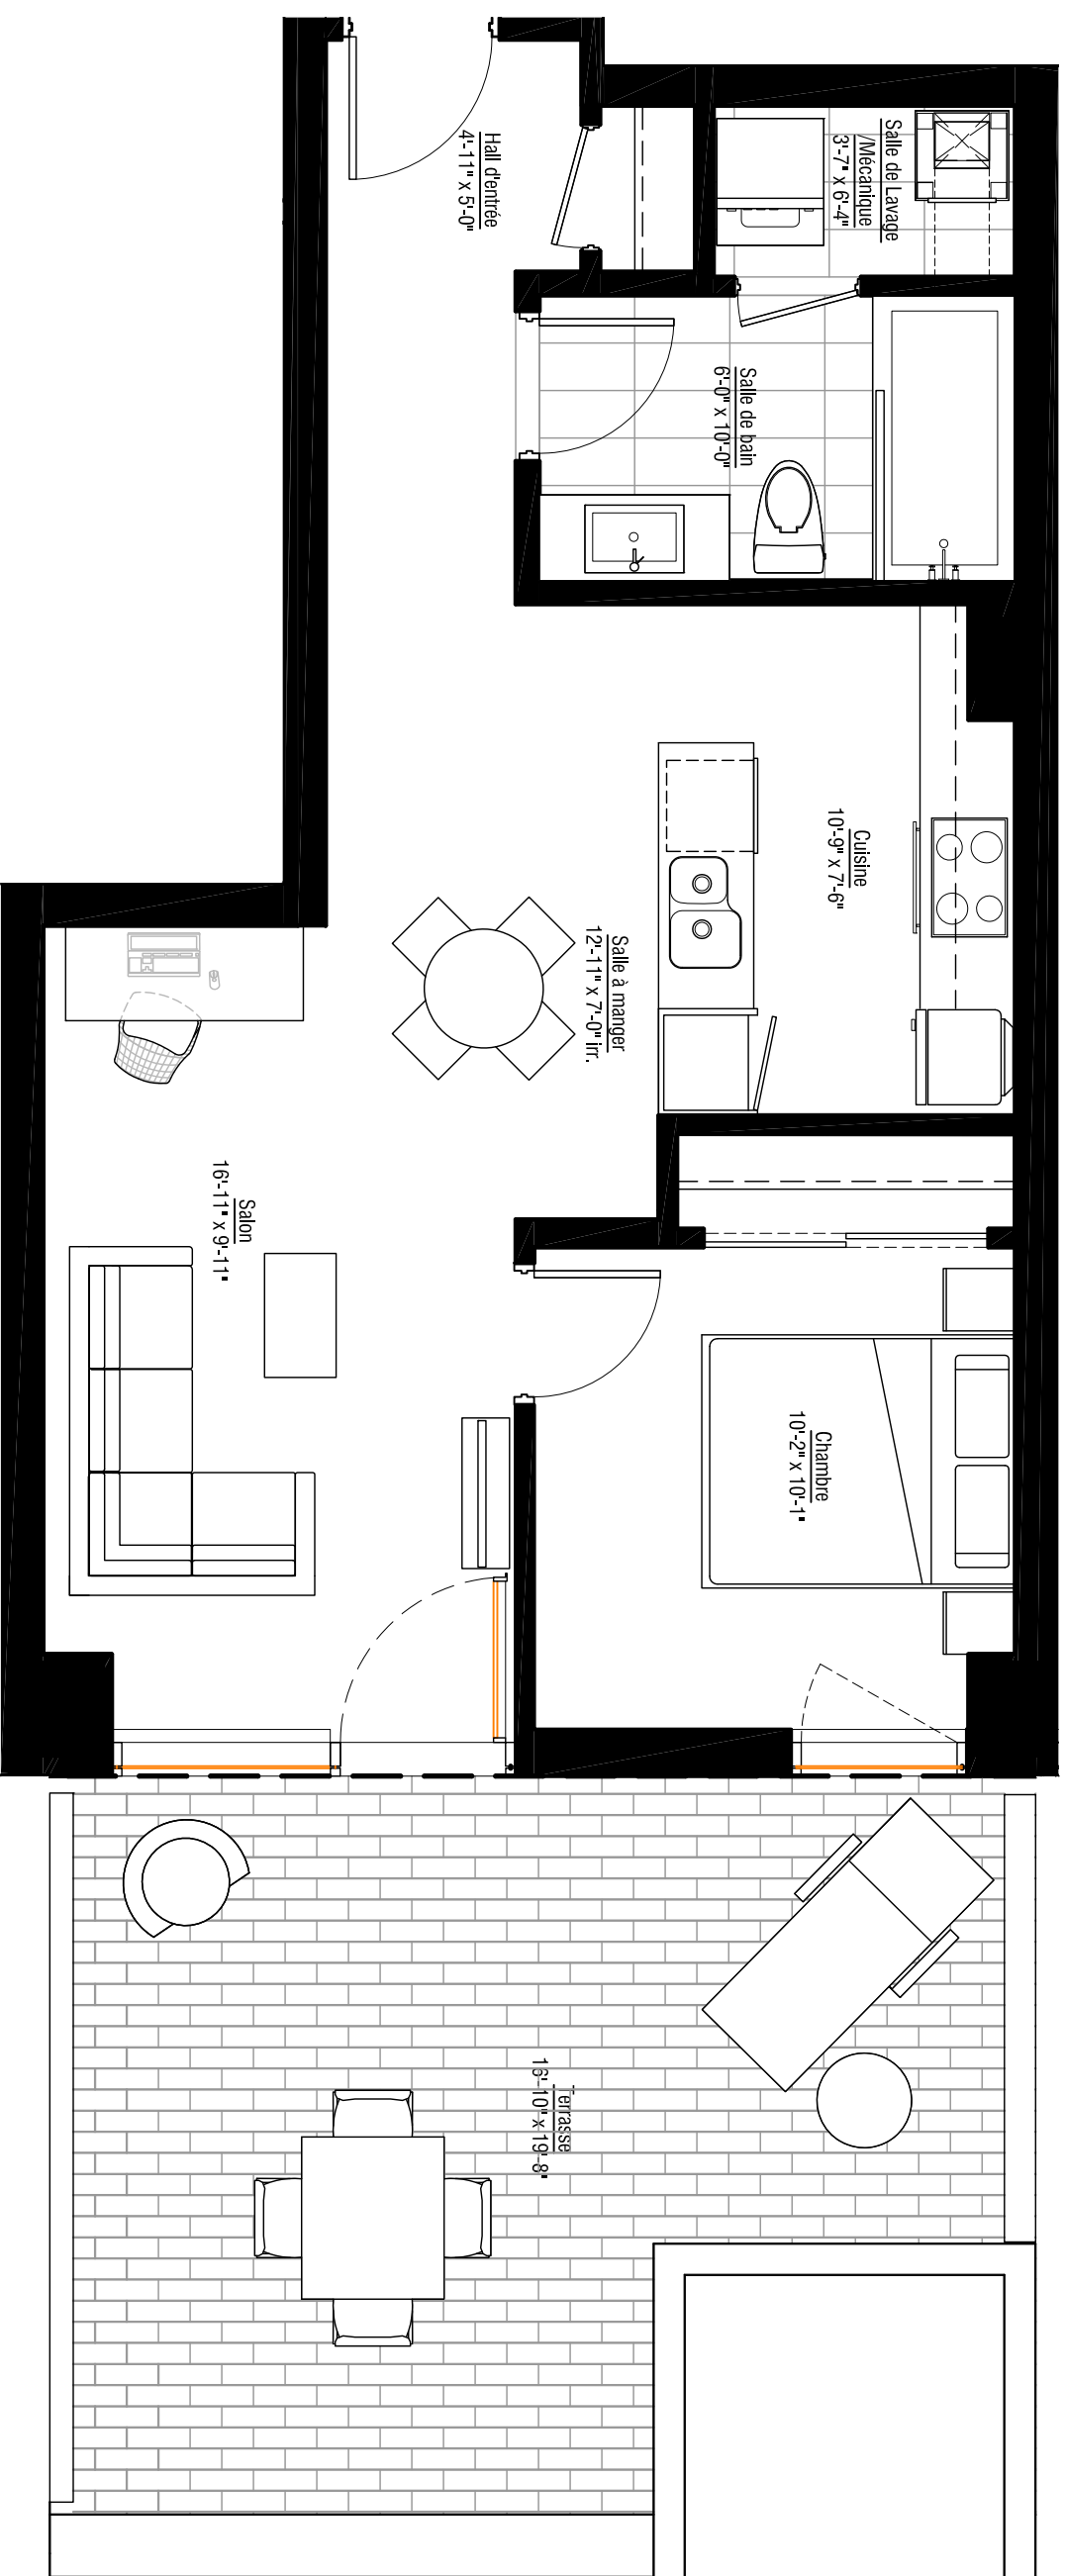 Salle de Lavage
/Mécanique
3'-7" x 6'-4"
Hall d'entrée
4'-11" x 5'-0"
Salle de bain
6'-0" x 10'-0"
Cuisine
10'-9" x 7'-6"
Salle à manger
12'-11" x 7'-0" irr.
Salon
16'-11" x 9'-11"
Chambre
10'-2" x 10'-1"
Terrasse
16'-10" x 19'-8"